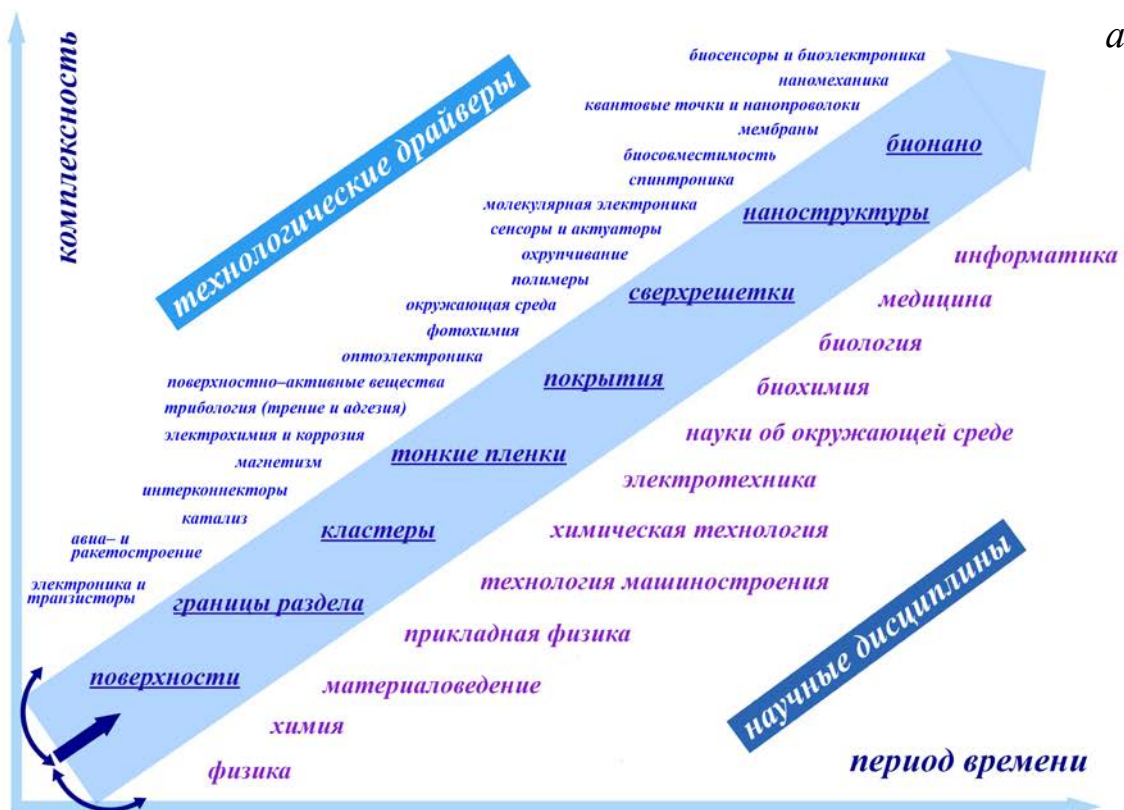 а
комплексность
технологические драйверы
биосенсоры и биоэлектроника
наномеханика
квантовые точки и нанопроволоки
мембраны
биосовместимость
спинтроника
молекулярная электроника
сенсоры и актуаторы
охрупчивание
полимеры
окружающая среда
фотохимия
оптоэлектроника
поверхностно–активные вещества
трибология (трение и адгезия)
электрохимия и коррозия
магнетизм
интерконнекторы
катализ
авиа– и
ракетостроение
электроника и
транзисторы
бионано
наноструктуры
сверхрешетки
покрытия
тонкие пленки
кластеры
границы раздела
поверхности
информатика
медицина
биология
биохимия
науки об окружающей среде
электротехника
химическая технология
технология машиностроения
прикладная физика
материаловедение
химия
физика
научные дисциплины
период времени